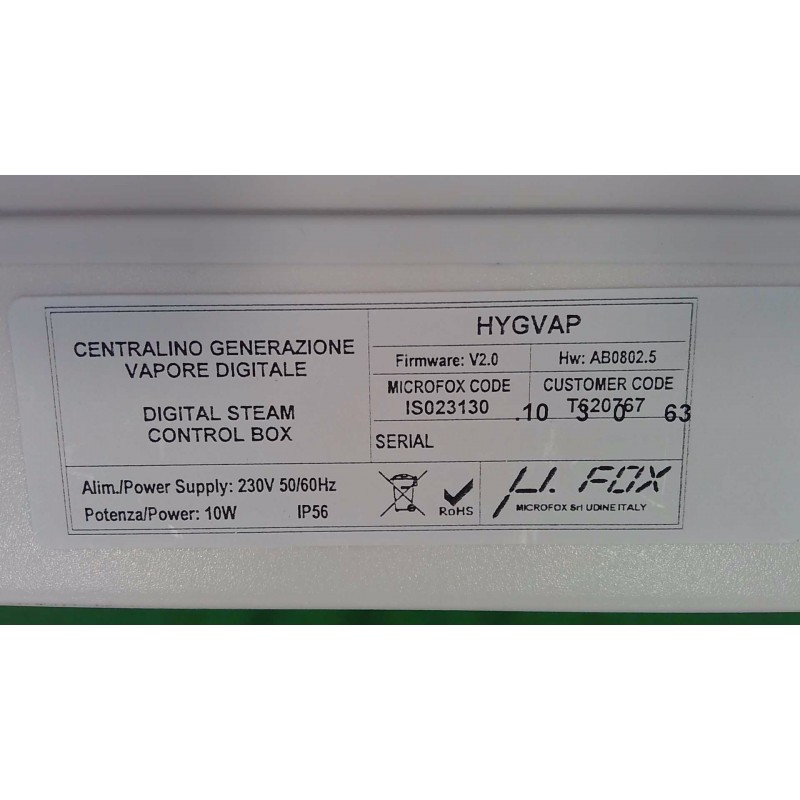 CENTRALINO GENERAZIONE
VAPORE DIGITALE
DIGITAL STEAM
CONTROL BOX
HYGVAP
Firmware: V2.0
Hw: AB0802.5
MICROFOX CODE
IS023130
CUSTOMER CODE
T620767
.10 3 0 63
SERIAL
Alim./Power Supply: 230V 50/60Hz
Potenza/Power: 10W IP56
RoHS
µ. FOX
MICROFOX Srl UDINE ITALY